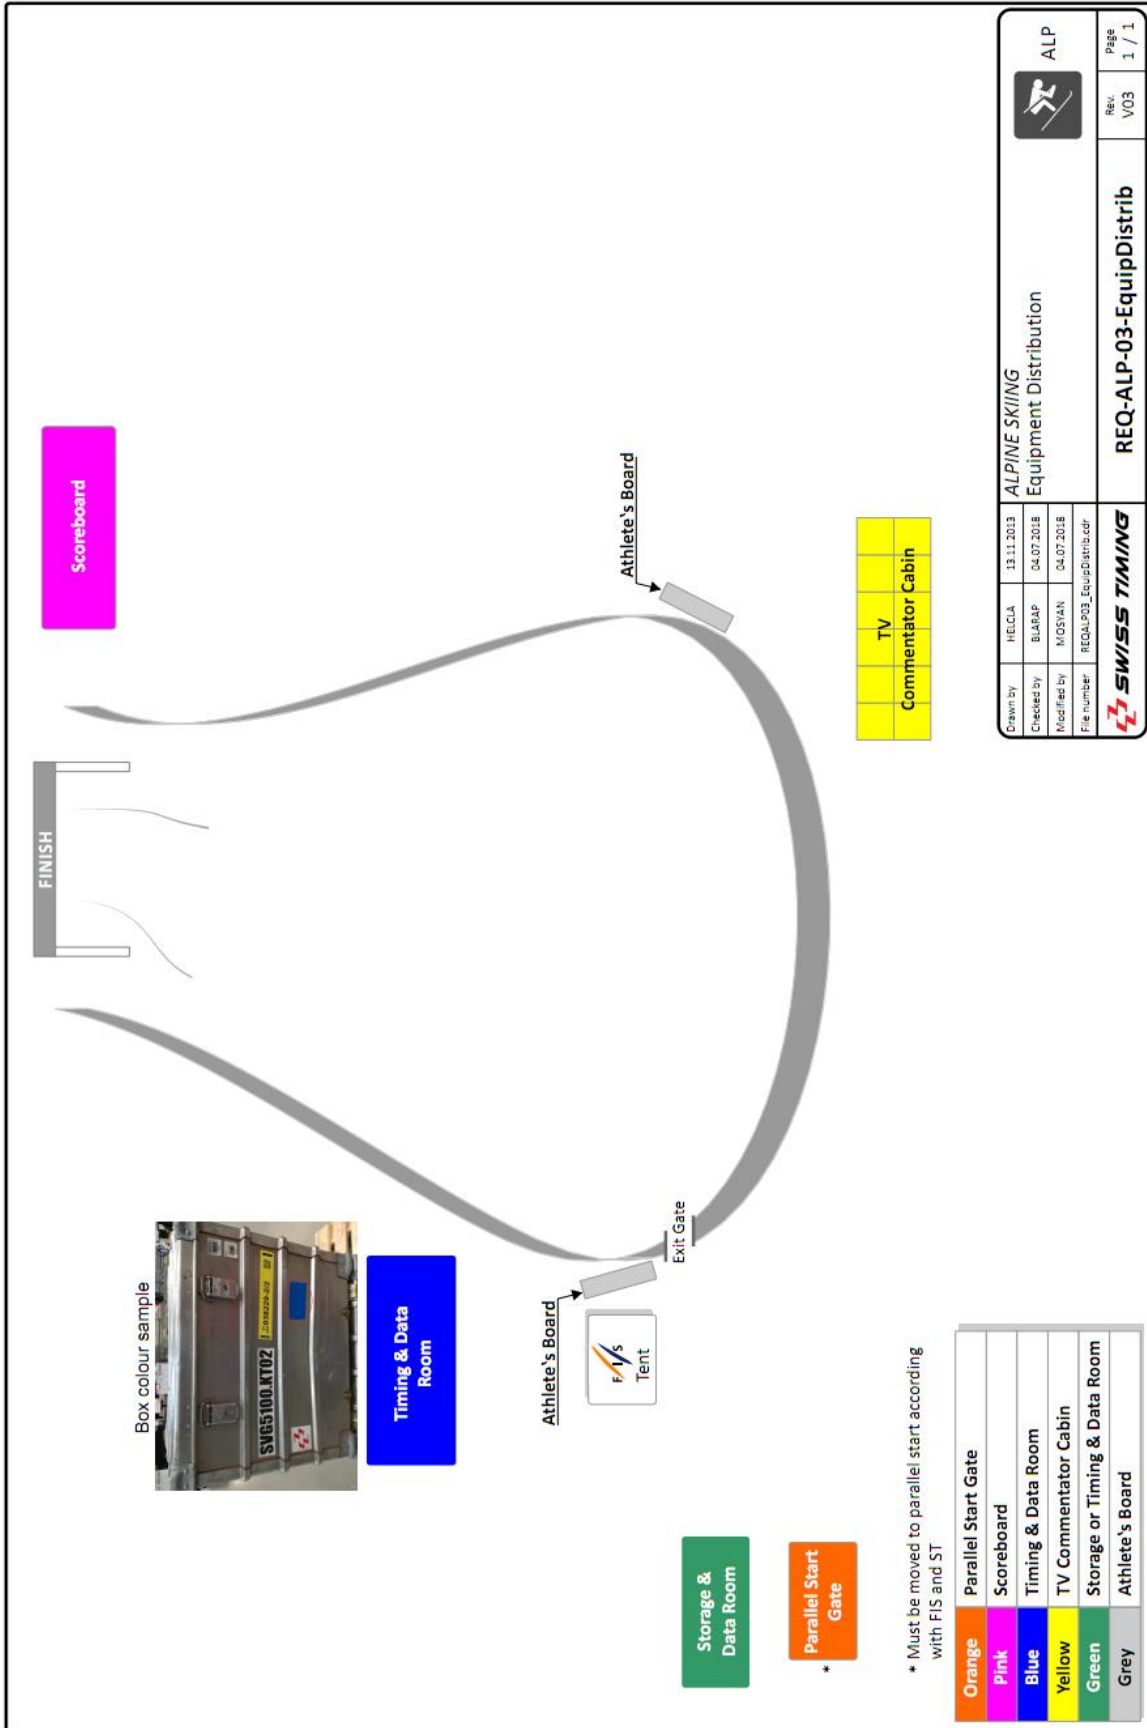 FINISH
Scoreboard
Box colour sample
SVG5100.KT02
Timing & Data
Room
Athlete's Board
Athlete's Board
F I S
Tent
Exit Gate
TV
Commentator Cabin
Storage &
Data Room
* Parallel Start
Gate
* Must be moved to parallel start according
with FIS and ST
Orange Parallel Start Gate
Pink Scoreboard
Blue Timing & Data Room
Yellow TV Commentator Cabin
Green Storage or Timing & Data Room
Grey Athlete's Board
Drawn by HELCLA 13.11.2013
Checked by BLARAP 04.07.2018
Modified by MOSYAN 04.07.2018
File number REQALP03_EquipDistrib.cdr
ALPINE SKIING
Equipment Distribution
ALP
SWISS TIMING
REQ-ALP-03-EquipDistrib
Rev.
V03
Page
1 / 1